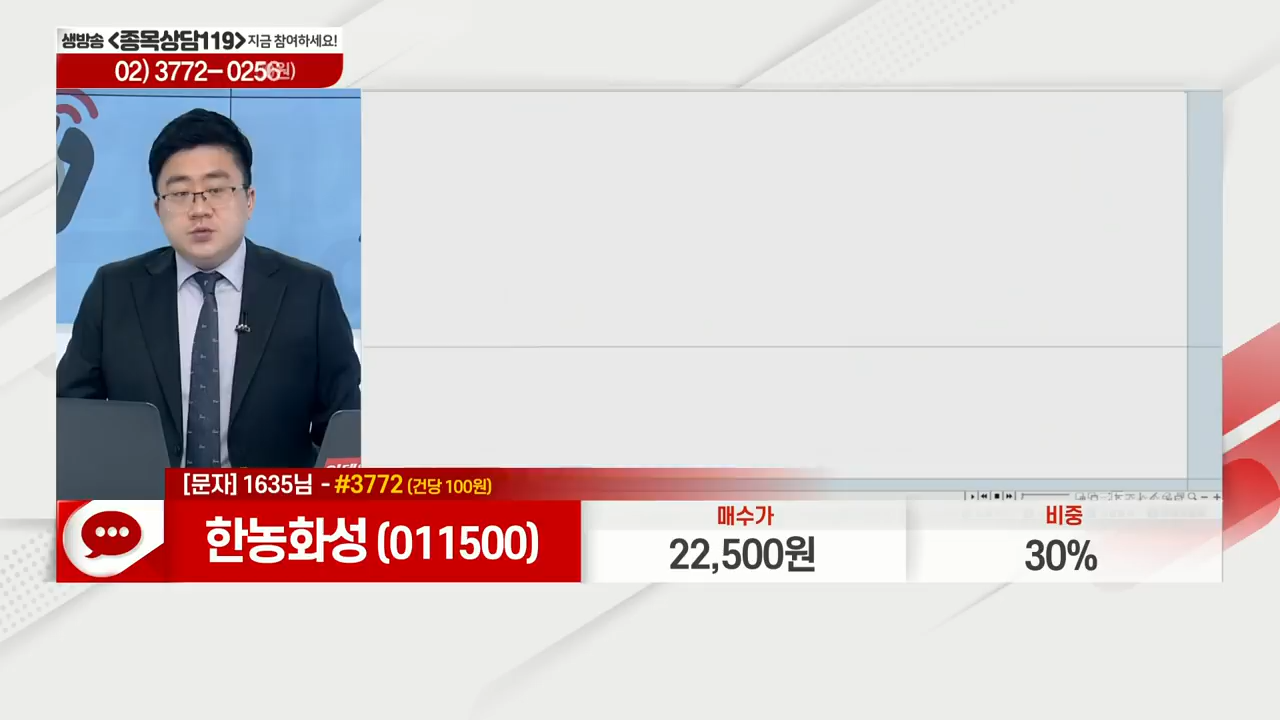 생방송 <종목상담119> 지금 참여하세요!
02) 3772-0256
[문자] 1635님 - #3772 (건당 100원)
한농화성 (011500)
매수가
22,500원
비중
30%